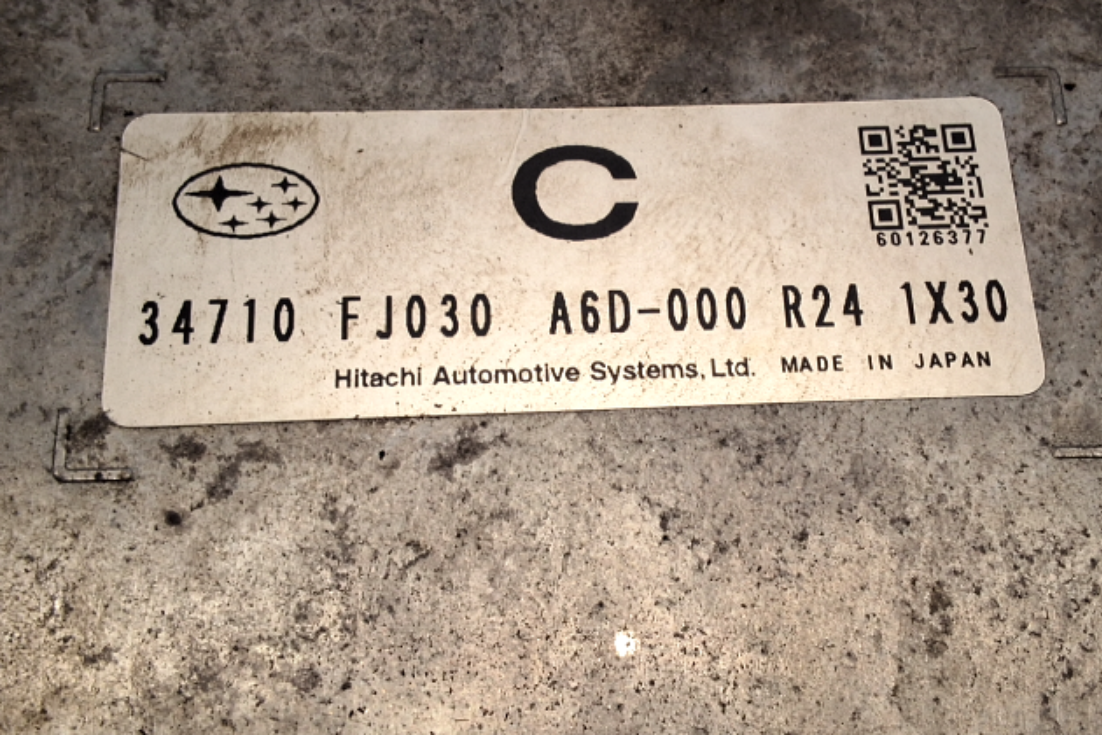 C
60126377
34710 FJ030 A6D-000 R24 1X30
Hitachi Automotive Systems, Ltd. MADE IN JAPAN